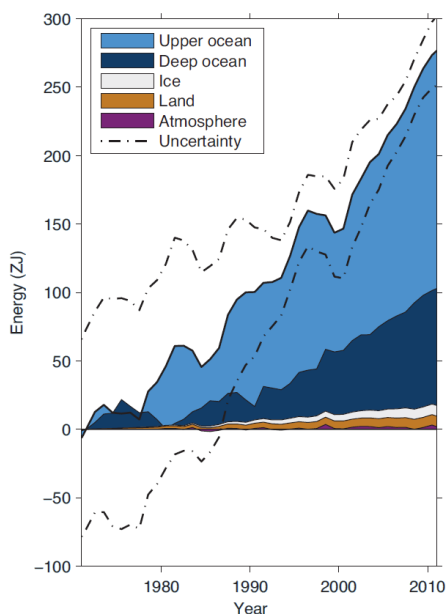 300
250
200
150
100
50
0
−50
−100
Energy (ZJ)
Upper ocean
Deep ocean
Ice
Land
Atmosphere
Uncertainty
1980
1990
2000
2010
Year